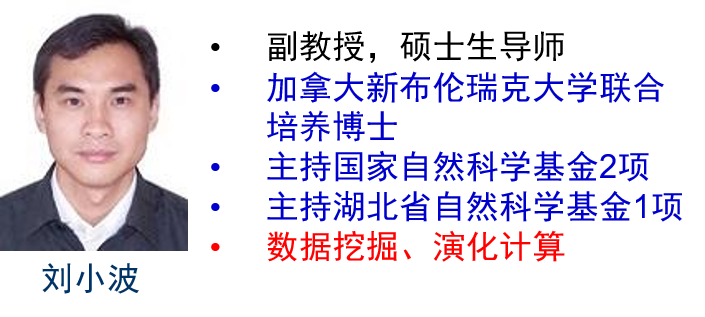 • 副教授，硕士生导师
• 加拿大新布伦瑞克大学联合
培养博士
• 主持国家自然科学基金2项
• 主持湖北省自然科学基金1项
• 数据挖掘、演化计算
刘小波